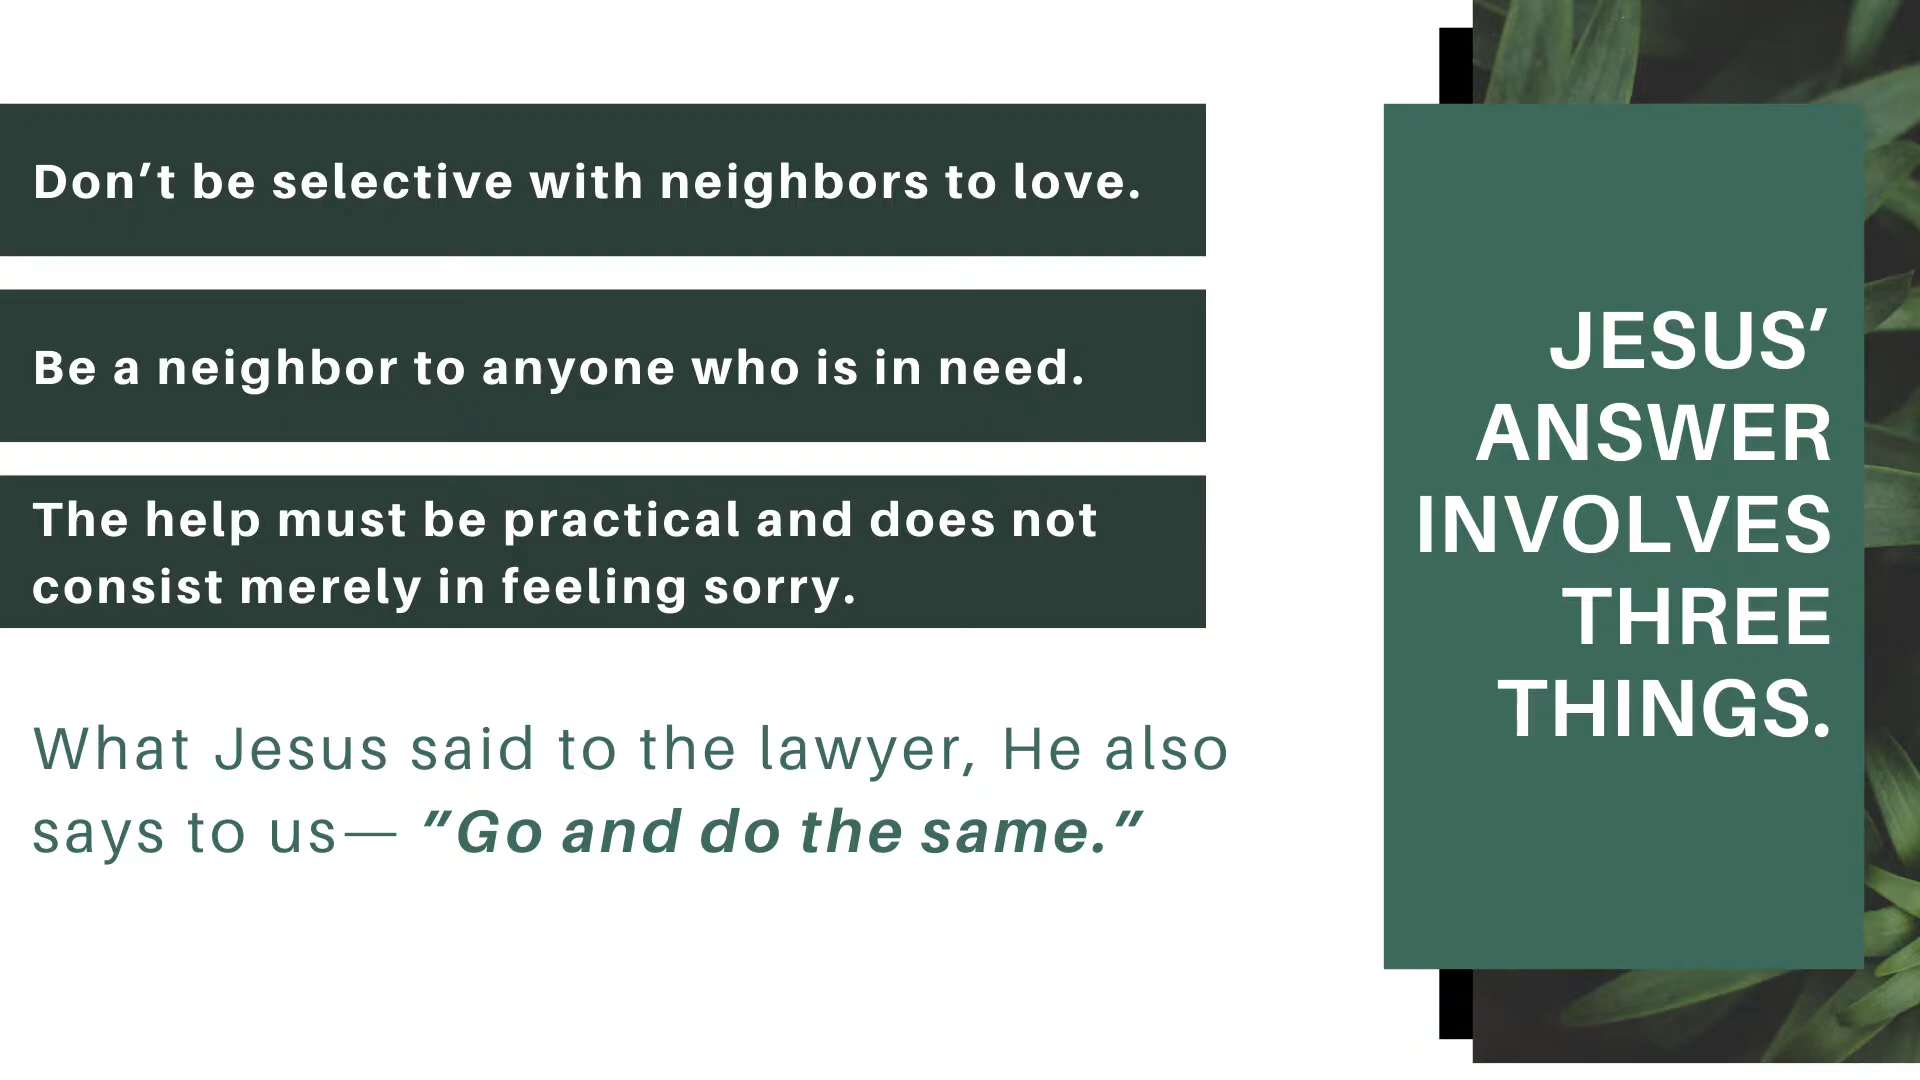 Don’t be selective with neighbors to love.
Be a neighbor to anyone who is in need.
The help must be practical and does not
consist merely in feeling sorry.
What Jesus said to the lawyer, He also
says to us— ”Go and do the same.”
JESUS’
ANSWER
INVOLVES
THREE
THINGS.